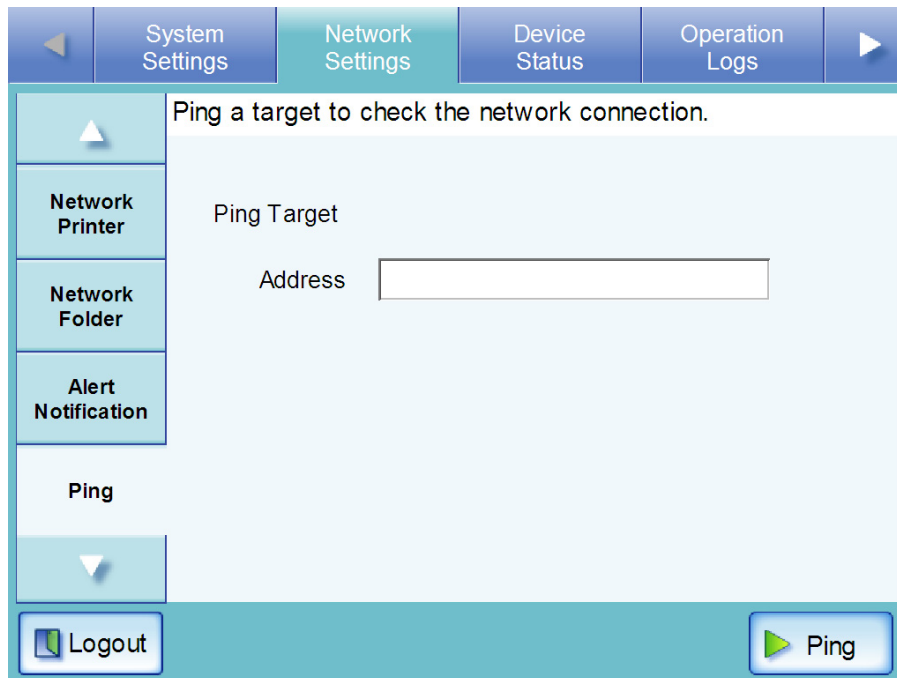 System
Settings
Network
Settings
Device
Status
Operation
Logs
Ping a target to check the network connection.
Network
Printer
Network
Folder
Alert
Notification
Ping
Ping Target
Address
Logout
Ping